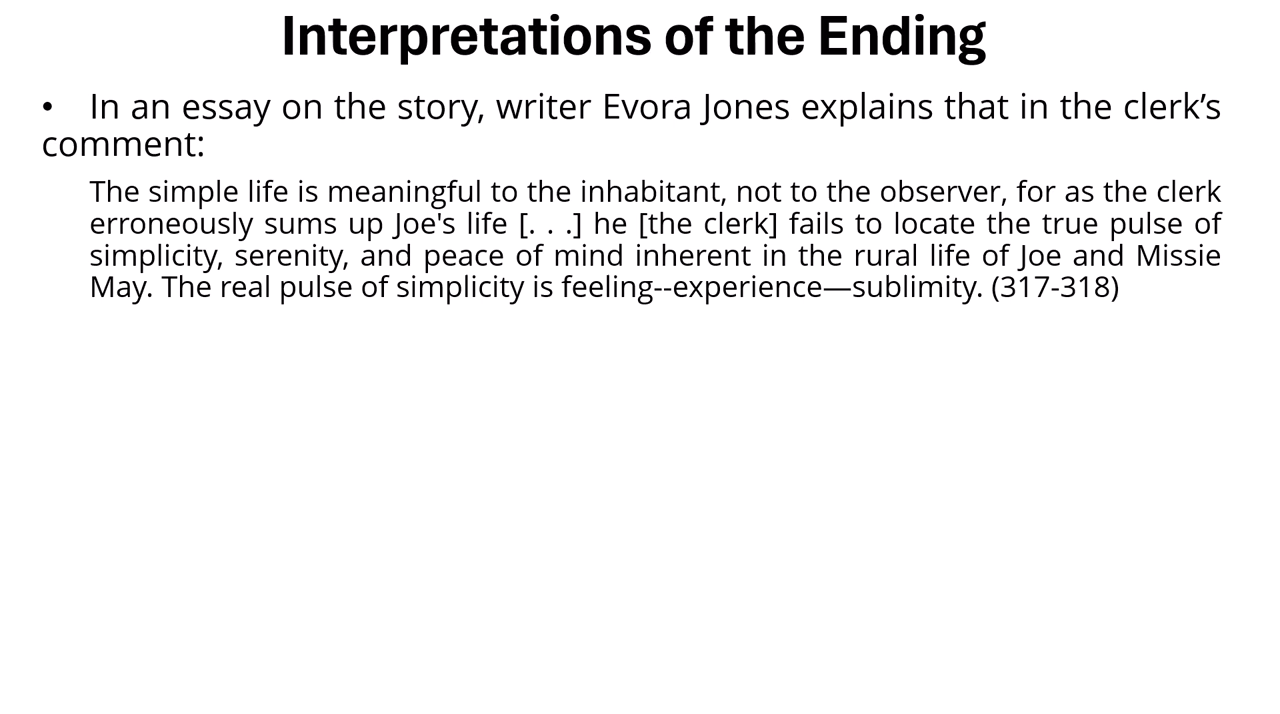 Interpretations of the Ending
• In an essay on the story, writer Evora Jones explains that in the clerk’s
comment:
The simple life is meaningful to the inhabitant, not to the observer, for as the clerk
erroneously sums up Joe's life [. . .] he [the clerk] fails to locate the true pulse of
simplicity, serenity, and peace of mind inherent in the rural life of Joe and Missie
May. The real pulse of simplicity is feeling--experience—sublimity. (317-318)